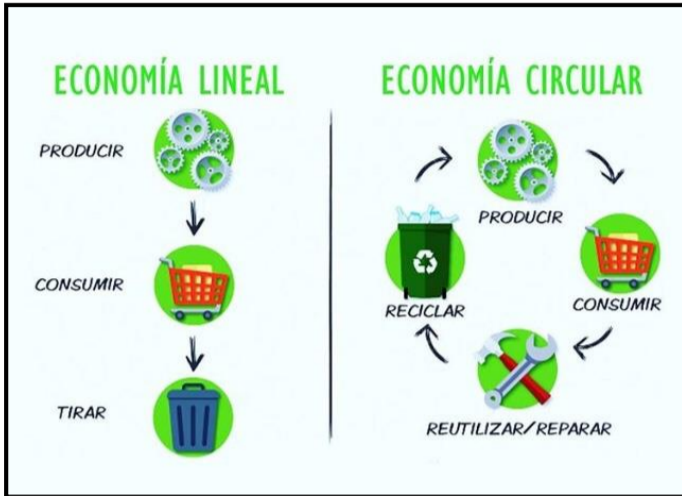 ECONOMÍA LINEAL
PRODUCIR
CONSUMIR
TIRAR
ECONOMÍA CIRCULAR
PRODUCIR
CONSUMIR
REUTILIZAR/REPARAR
RECICLAR